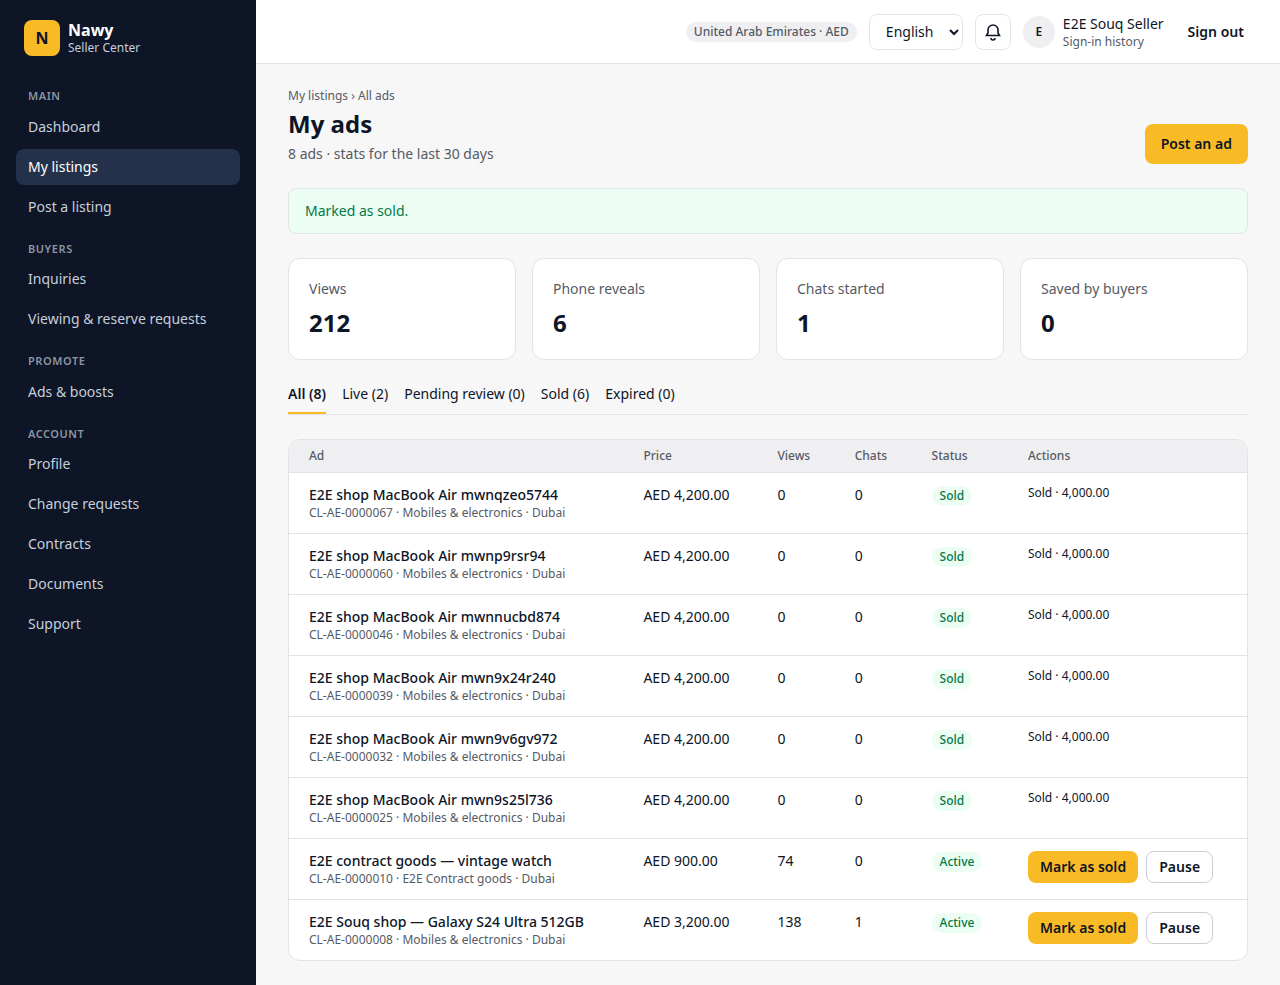 N
Nawy
Seller Center
MAIN
Dashboard
My listings
Post a listing
BUYERS
Inquiries
Viewing & reserve requests
PROMOTE
Ads & boosts
ACCOUNT
Profile
Change requests
Contracts
Documents
Support
United Arab Emirates · AED
English
E
E2E Souq Seller
Sign-in history
Sign out
My listings › All ads
My ads
8 ads · stats for the last 30 days
Post an ad
Marked as sold.
Views
212
Phone reveals
6
Chats started
1
Saved by buyers
0
All (8) Live (2) Pending review (0) Sold (6) Expired (0)
Ad Price Views Chats Status Actions
E2E shop MacBook Air mwnqzeo5744 AED 4,200.00 0 0 Sold Sold · 4,000.00
CL-AE-0000067 · Mobiles & electronics · Dubai
E2E shop MacBook Air mwnp9rsr94 AED 4,200.00 0 0 Sold Sold · 4,000.00
CL-AE-0000060 · Mobiles & electronics · Dubai
E2E shop MacBook Air mwnnucbd874 AED 4,200.00 0 0 Sold Sold · 4,000.00
CL-AE-0000046 · Mobiles & electronics · Dubai
E2E shop MacBook Air mwn9x24r240 AED 4,200.00 0 0 Sold Sold · 4,000.00
CL-AE-0000039 · Mobiles & electronics · Dubai
E2E shop MacBook Air mwn9v6gv972 AED 4,200.00 0 0 Sold Sold · 4,000.00
CL-AE-0000032 · Mobiles & electronics · Dubai
E2E shop MacBook Air mwn9s25l736 AED 4,200.00 0 0 Sold Sold · 4,000.00
CL-AE-0000025 · Mobiles & electronics · Dubai
E2E contract goods — vintage watch AED 900.00 74 0 Active Mark as sold Pause
CL-AE-0000010 · E2E Contract goods · Dubai
E2E Souq shop — Galaxy S24 Ultra 512GB AED 3,200.00 138 1 Active Mark as sold Pause
CL-AE-0000008 · Mobiles & electronics · Dubai